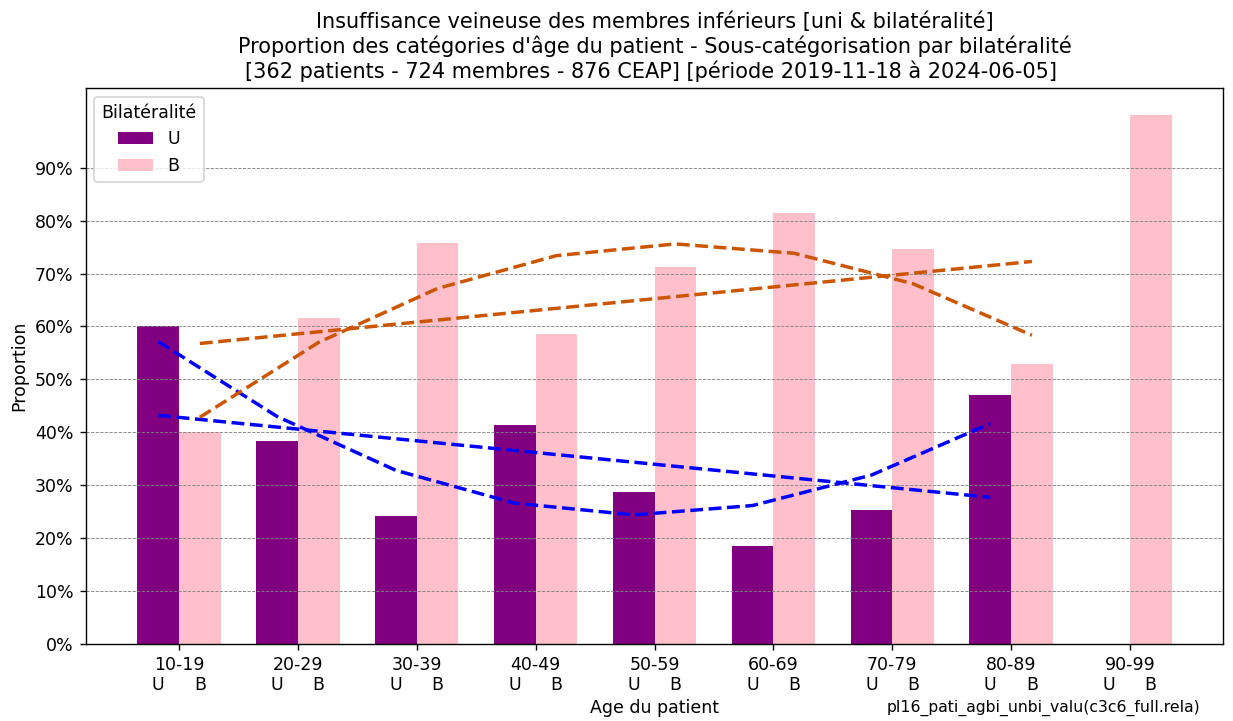 Insuffisance veineuse des membres inférieurs [uni & bilatéralité]
Proportion des catégories d'âge du patient - Sous-catégorisation par bilatéralité
[362 patients - 724 membres - 876 CEAP] [période 2019-11-18 à 2024-06-05]
Bilatéralité
U
B
90%
80%
70%
60%
50%
40%
30%
20%
10%
0%
Proportion
10-19 20-29 30-39 40-49 50-59 60-69 70-79 80-89 90-99
U B U B U B U B U B U B U B U B U B
Age du patient
pl16_pati_agbi_unbi_valu(c3c6_full.rela)